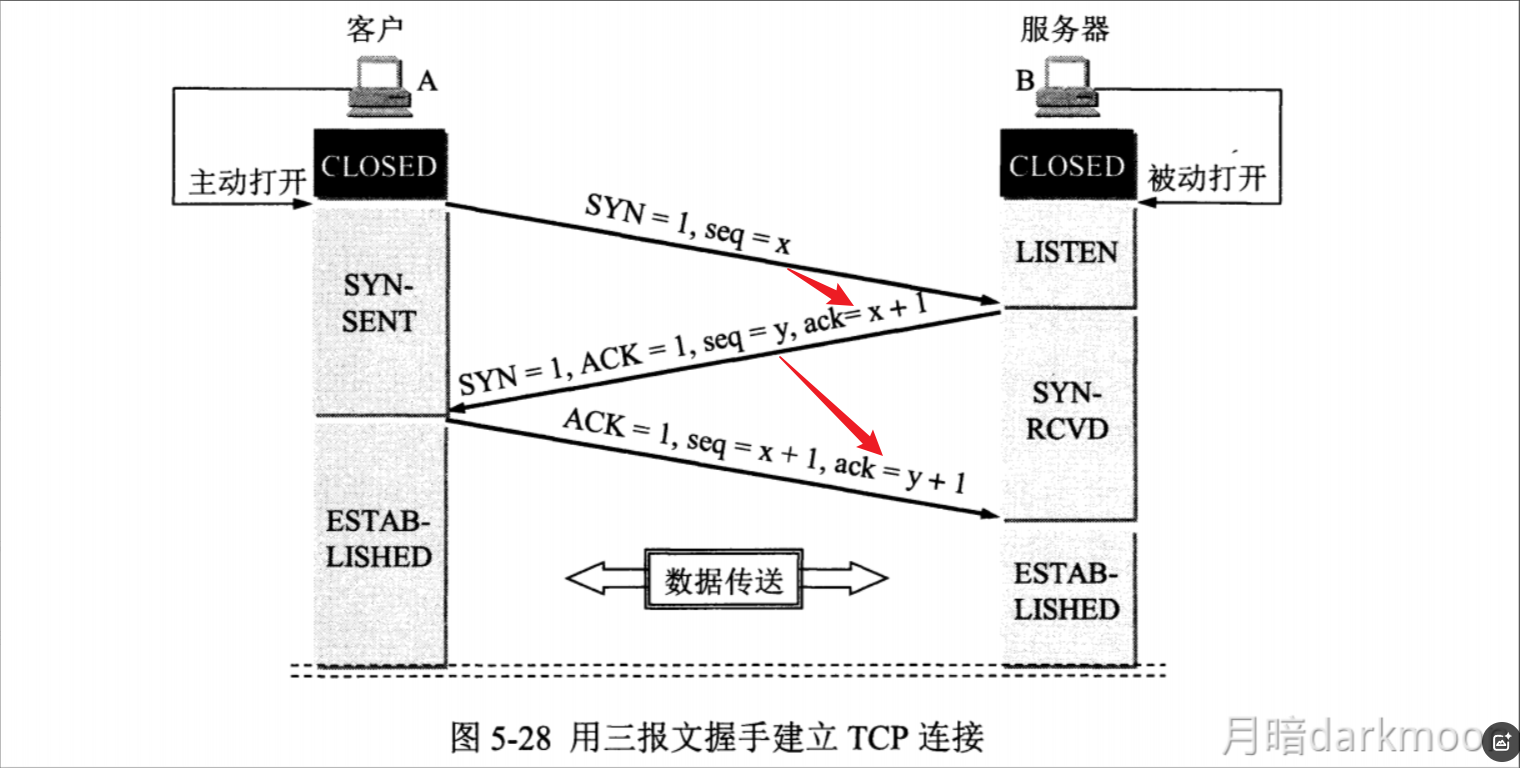 客户
服务器
A
B
CLOSED
CLOSED
主动打开
被动打开
SYN = 1, seq = x
LISTEN
SYN-
SENT
SYN = 1, ACK = 1, seq = y, ack= x + 1
SYN-
RCVD
ACK = 1, seq = x + 1, ack = y + 1
ESTAB-
LISHED
数据传送
ESTAB-
LISHED
图 5-28 用三报文握手建立 TCP 连接
月暗darkmoo